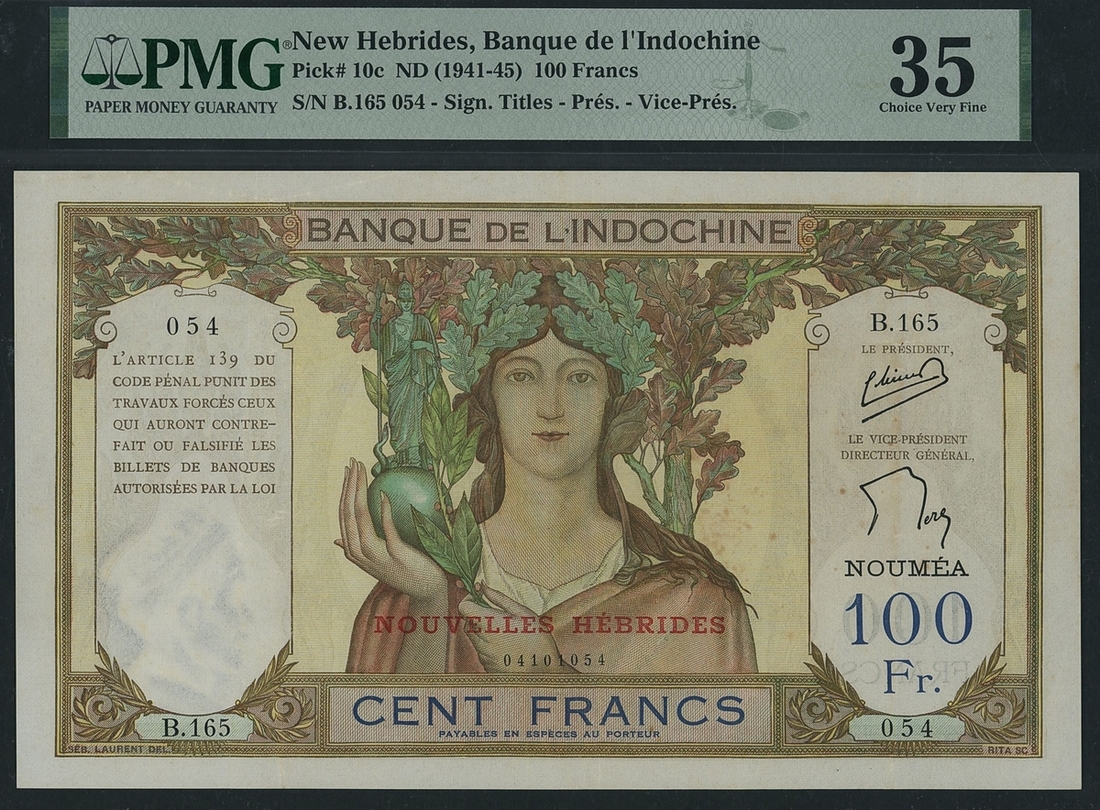 PMG®
PAPER MONEY GUARANTY
New Hebrides, Banque de l'Indochine
Pick# 10c ND (1941-45) 100 Francs
S/N B.165 054 - Sign. Titles - Prés. - Vice-Prés.
35
Choice Very Fine
BANQUE DE L'INDOCHINE
054
L'ARTICLE 139 DU
CODE PÉNAL PUNIT DES
TRAVAUX FORCÉS CEUX
QUI AURONT CONTRE-
FAIT OU FALSIFIÉ LES
BILLETS DE BANQUES
AUTORISÉES PAR LA LOI
B.165
LE PRÉSIDENT,
LE VICE-PRÉSIDENT
DIRECTEUR GÉNÉRAL,
NOUMÉA
100
Fr.
NOUVELLES HÉBRIDES
04101054
CENT FRANCS
PAYABLES EN ESPÈCES AU PORTEUR
B.165
054
SÉB. LAURENT DEL.
RITA SC.